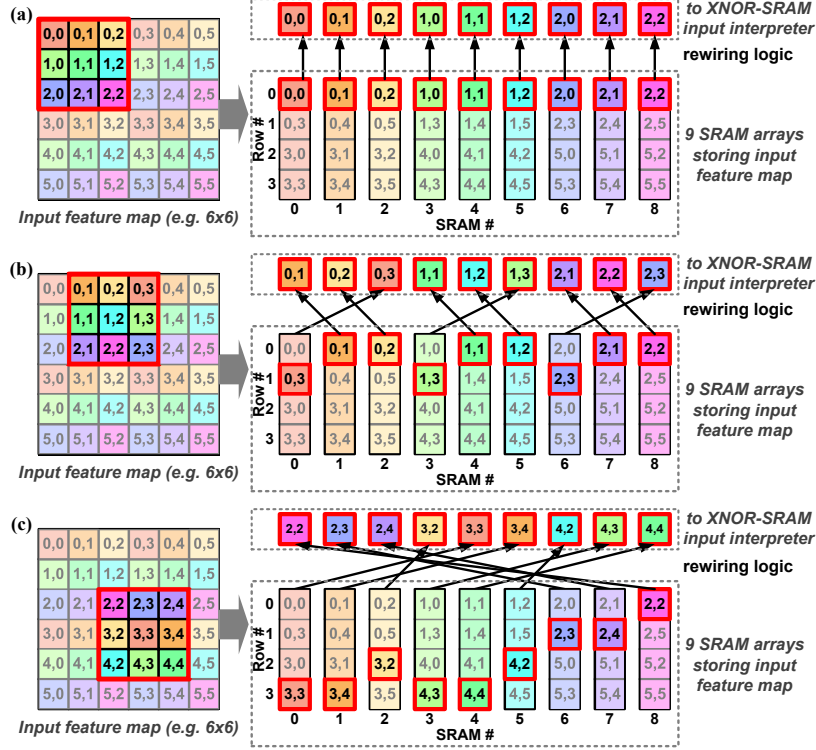 (a)
0,0 0,1 0,2 0,3 0,4 0,5
1,0 1,1 1,2 1,3 1,4 1,5
2,0 2,1 2,2 2,3 2,4 2,5
3,0 3,1 3,2 3,3 3,4 3,5
4,0 4,1 4,2 4,3 4,4 4,5
5,0 5,1 5,2 5,3 5,4 5,5
Input feature map (e.g. 6x6)
0,0 0,1 0,2 1,0 1,1 1,2 2,0 2,1 2,2
to XNOR-SRAM
input interpreter
rewiring logic
Row #
0 0,0 0,1 0,2 1,0 1,1 1,2 2,0 2,1 2,2
1 0,3 0,4 0,5 1,3 1,4 1,5 2,3 2,4 2,5
2 3,0 3,1 3,2 4,0 4,1 4,2 5,0 5,1 5,2
3 3,3 3,4 3,5 4,3 4,4 4,5 5,3 5,4 5,5
0 1 2 3 4 5 6 7 8
SRAM #
9 SRAM arrays
storing input
feature map
(b)
0,0 0,1 0,2 0,3 0,4 0,5
1,0 1,1 1,2 1,3 1,4 1,5
2,0 2,1 2,2 2,3 2,4 2,5
3,0 3,1 3,2 3,3 3,4 3,5
4,0 4,1 4,2 4,3 4,4 4,5
5,0 5,1 5,2 5,3 5,4 5,5
Input feature map (e.g. 6x6)
0,1 0,2 0,3 1,1 1,2 1,3 2,1 2,2 2,3
to XNOR-SRAM
input interpreter
rewiring logic
Row #
0 0,0 0,1 0,2 1,0 1,1 1,2 2,0 2,1 2,2
1 0,3 0,4 0,5 1,3 1,4 1,5 2,3 2,4 2,5
2 3,0 3,1 3,2 4,0 4,1 4,2 5,0 5,1 5,2
3 3,3 3,4 3,5 4,3 4,4 4,5 5,3 5,4 5,5
0 1 2 3 4 5 6 7 8
SRAM #
9 SRAM arrays
storing input
feature map
(c)
0,0 0,1 0,2 0,3 0,4 0,5
1,0 1,1 1,2 1,3 1,4 1,5
2,0 2,1 2,2 2,3 2,4 2,5
3,0 3,1 3,2 3,3 3,4 3,5
4,0 4,1 4,2 4,3 4,4 4,5
5,0 5,1 5,2 5,3 5,4 5,5
Input feature map (e.g. 6x6)
2,2 2,3 2,4 3,2 3,3 3,4 4,2 4,3 4,4
to XNOR-SRAM
input interpreter
rewiring logic
Row #
0 0,0 0,1 0,2 1,0 1,1 1,2 2,0 2,1 2,2
1 0,3 0,4 0,5 1,3 1,4 1,5 2,3 2,4 2,5
2 3,0 3,1 3,2 4,0 4,1 4,2 5,0 5,1 5,2
3 3,3 3,4 3,5 4,3 4,4 4,5 5,3 5,4 5,5
0 1 2 3 4 5 6 7 8
SRAM #
9 SRAM arrays
storing input
feature map